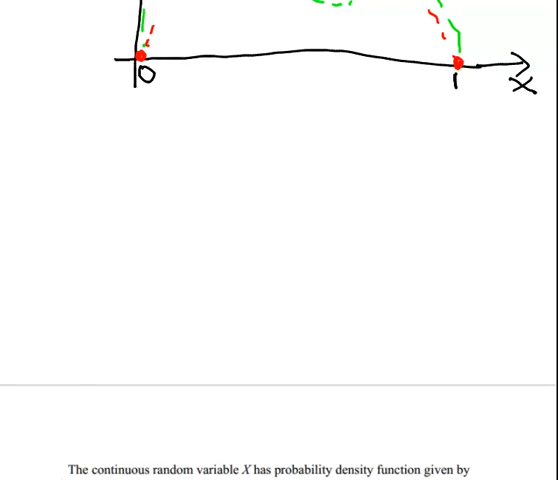 0 1
x
The continuous random variable X has probability density function given by